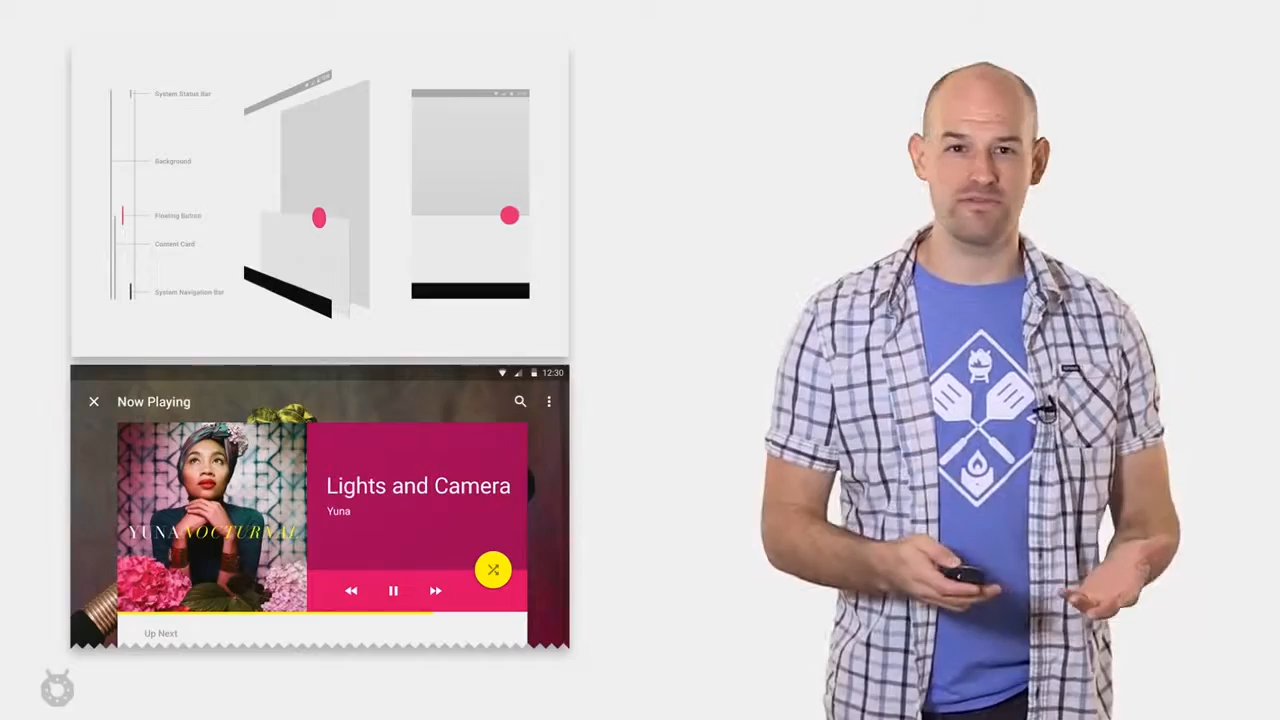 System Status Bar
Background
Floating Button
Content Card
System Navigation Bar
12:30
Now Playing
YUNA NOCTURNAL
Lights and Camera
Yuna
Up Next